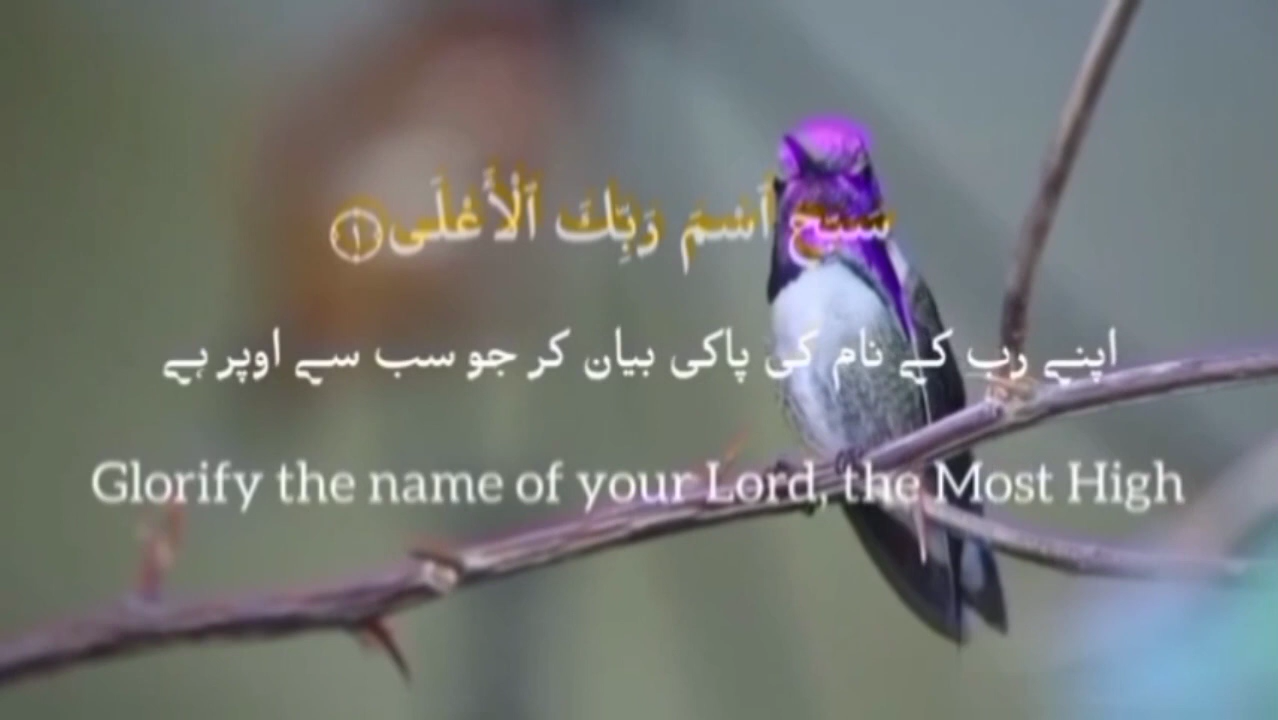 سَبِّحِ ٱسْمَ رَبِّكَ ٱلْأَعْلَى ۝١
اپنے رب کے نام کی پاکی بیان کر جو سب سے اوپر ہے
Glorify the name of your Lord, the Most High